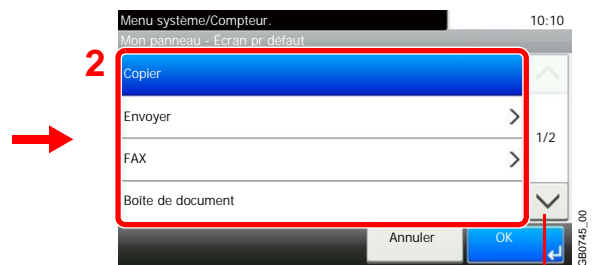 Menu système/Compteur.
10:10
Mon panneau - Écran pr défaut
2
Copier
Envoyer
1/2
FAX
Boîte de document
Annuler
OK
GB0745_00